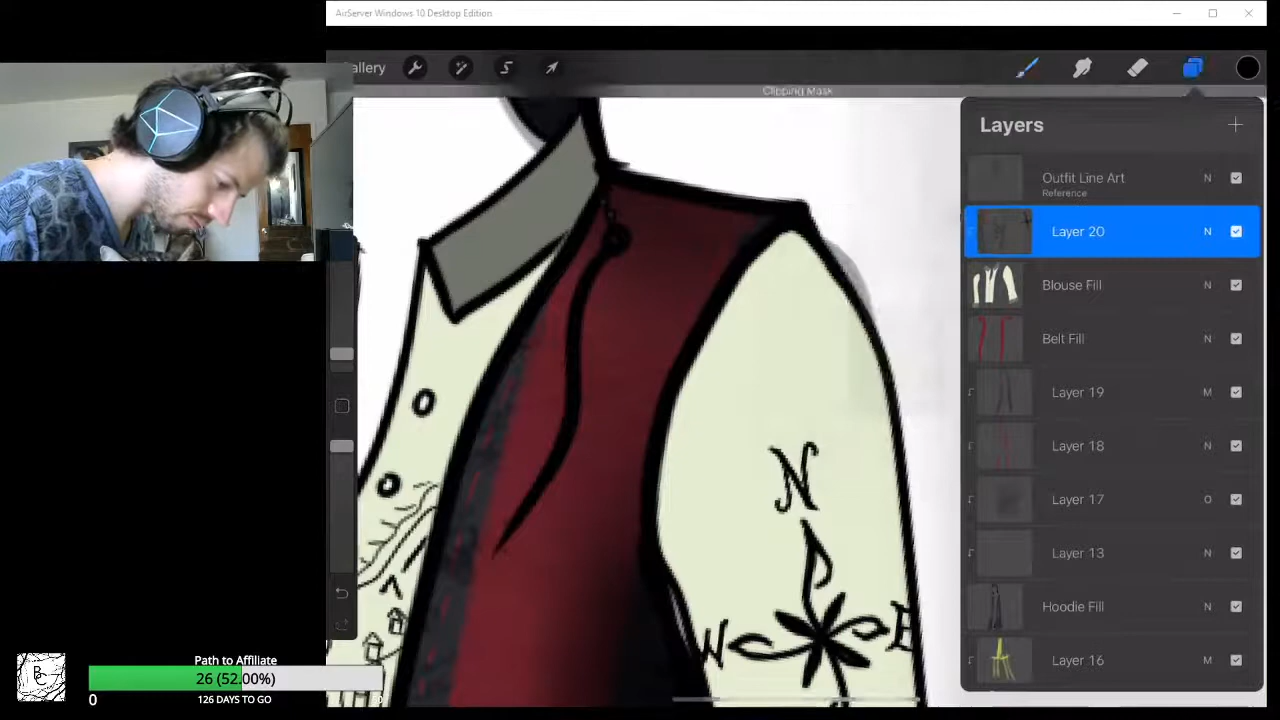 AirServer Windows 10 Desktop Edition
allery
Clipping Mask
Layers
Outfit Line Art N
Reference
Layer 20 N
Blouse Fill N
Belt Fill N
Layer 19 M
Layer 18 N
Layer 17 O
Layer 13 N
Hoodie Fill N
Layer 16 M
N
W E
Path to Affiliate
26 (52.00%)
0
126 DAYS TO GO